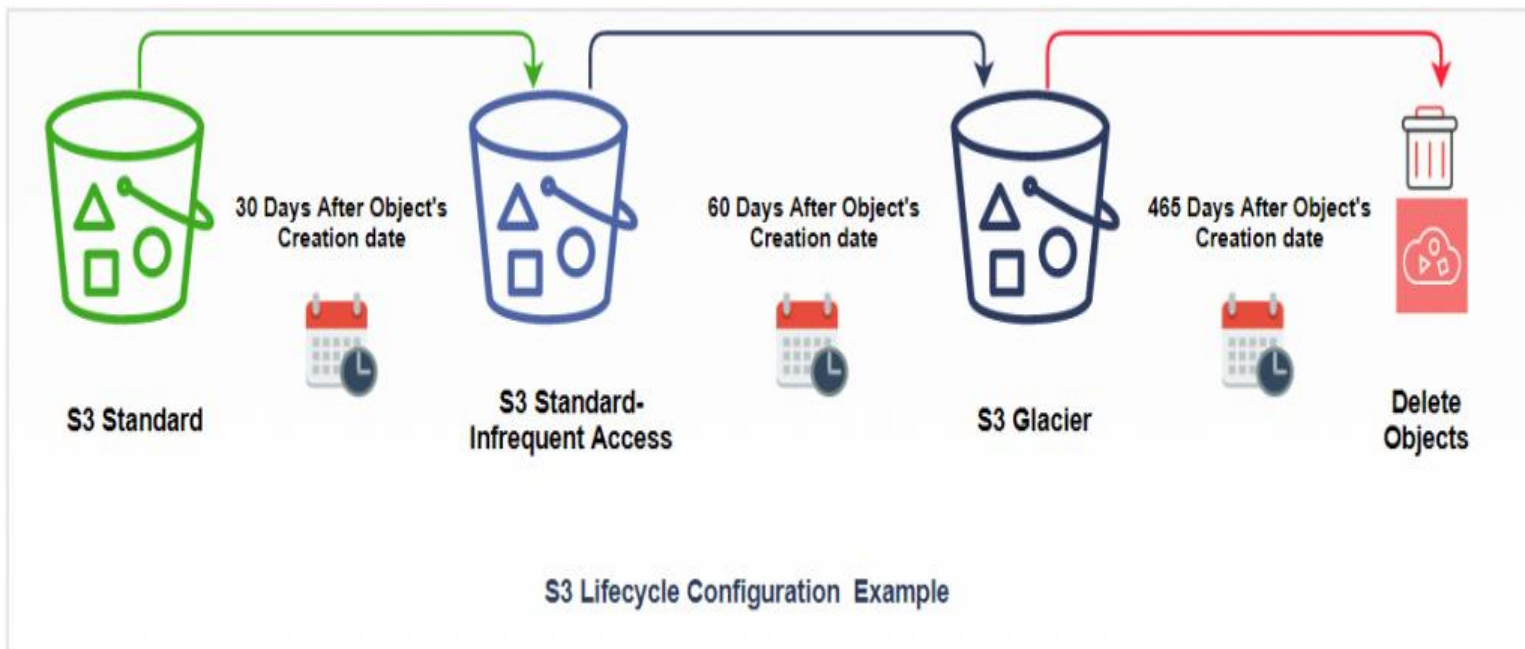 30 Days After Object's
Creation date
60 Days After Object's
Creation date
465 Days After Object's
Creation date
S3 Standard
S3 Standard-
Infrequent Access
S3 Glacier
Delete
Objects
S3 Lifecycle Configuration Example